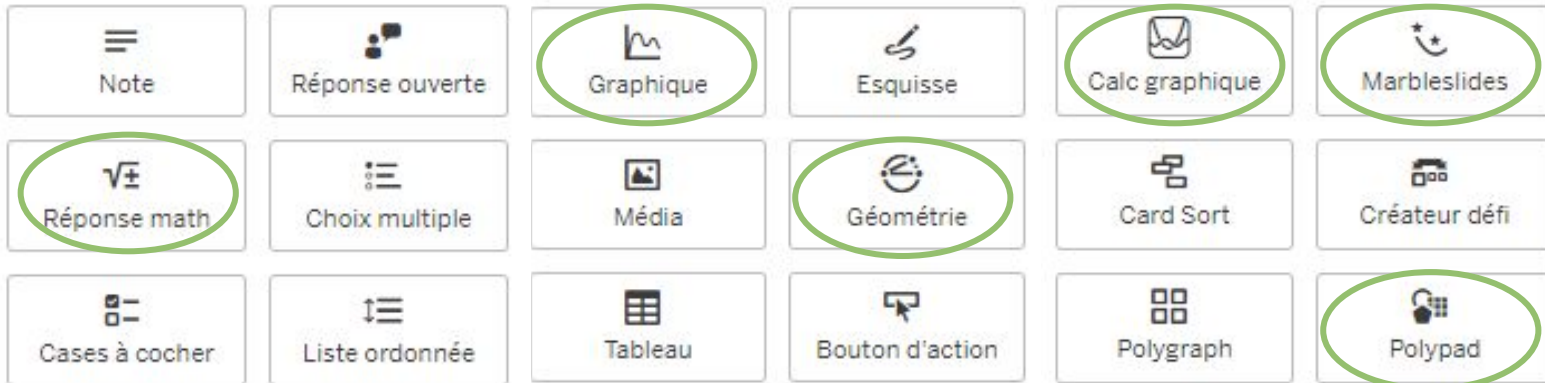 Note
Réponse ouverte
Graphique
Esquisse
Calc graphique
Marbleslides
Réponse math
Choix multiple
Média
Géométrie
Card Sort
Créateur défi
Cases à cocher
Liste ordonnée
Tableau
Bouton d'action
Polygraph
Polypad